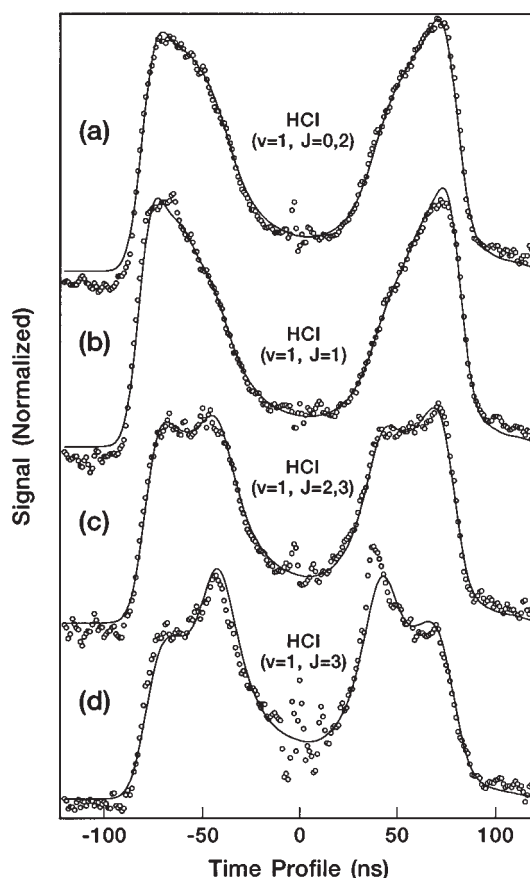 (a)
HCl
(v=1, J=0,2)
(b)
HCl
(v=1, J=1)
(c)
HCl
(v=1, J=2,3)
(d)
HCl
(v=1, J=3)
Signal (Normalized)
-100 -50 0 50 100
Time Profile (ns)